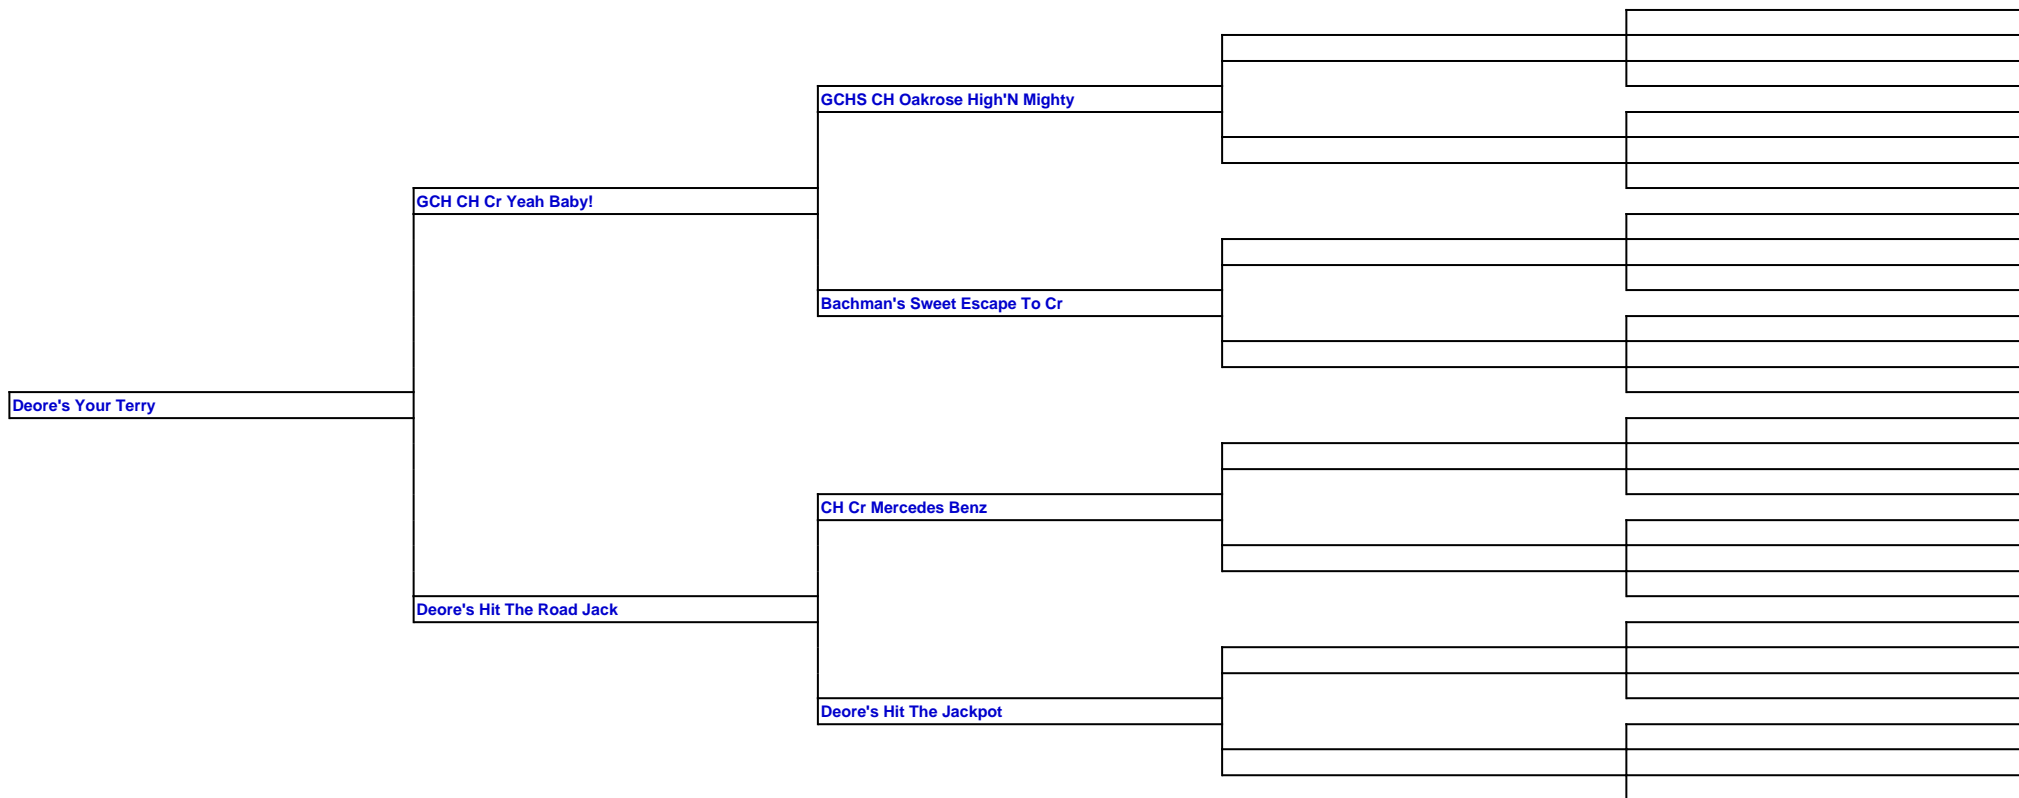 GCHS CH Oakrose High'N Mighty
GCH CH Cr Yeah Baby!
Bachman's Sweet Escape To Cr
Deore's Your Terry
CH Cr Mercedes Benz
Deore's Hit The Road Jack
Deore's Hit The Jackpot